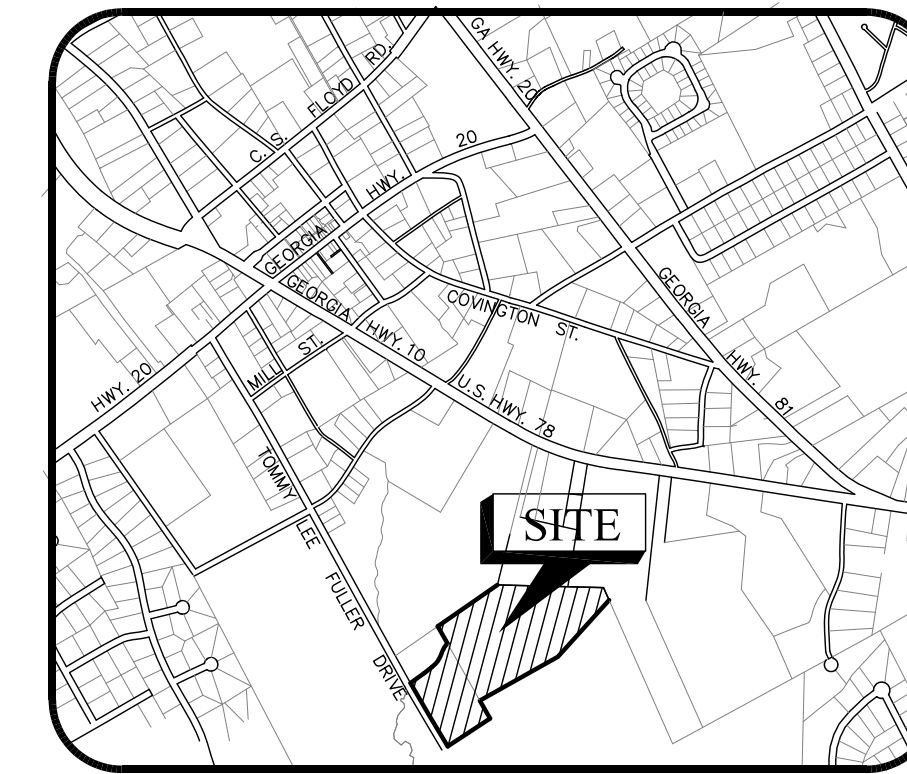 GA HWY. 20
C. S. FLOYD RD.
GEORGIA HWY. 20
GEORGIA HWY. 10
COVINGTON ST.
GEORGIA HWY. 81
HWY. 20
MILL ST.
U.S. HWY. 78
TOMMY LEE FULLER DRIVE
SITE